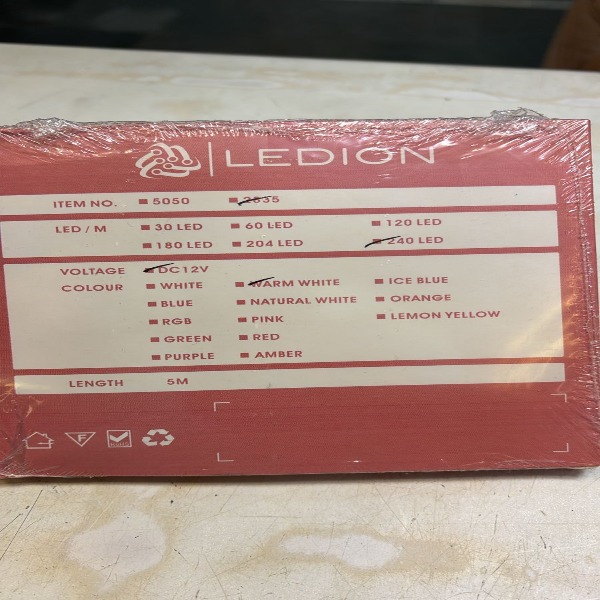 LEDION
ITEM NO. 5050 2835
LED / M 30 LED 60 LED 120 LED
180 LED 204 LED 240 LED
VOLTAGE DC12V
COLOUR WHITE WARM WHITE ICE BLUE
BLUE NATURAL WHITE ORANGE
RGB PINK LEMON YELLOW
GREEN RED
PURPLE AMBER
LENGTH 5M
F